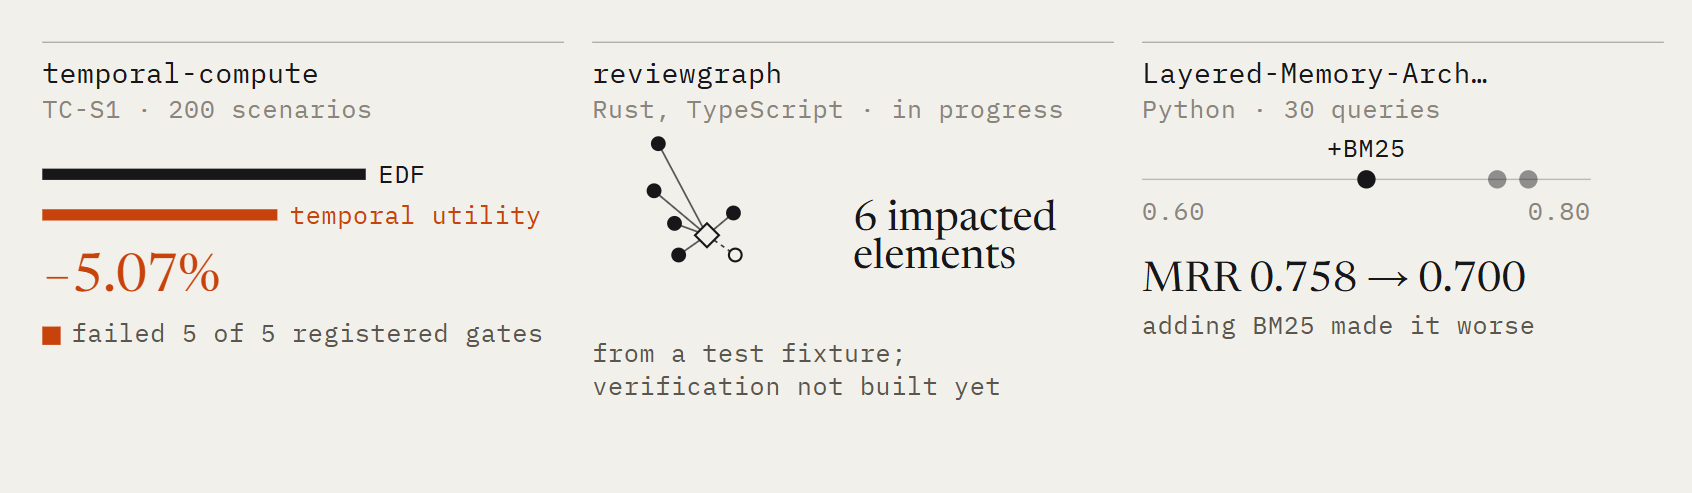 temporal-compute
TC-S1 · 200 scenarios
EDF
temporal utility
−5.07%
failed 5 of 5 registered gates
reviewgraph
Rust, TypeScript · in progress
6 impacted
elements
from a test fixture;
verification not built yet
Layered-Memory-Arch…
Python · 30 queries
+BM25
0.60 0.80
MRR 0.758 → 0.700
adding BM25 made it worse